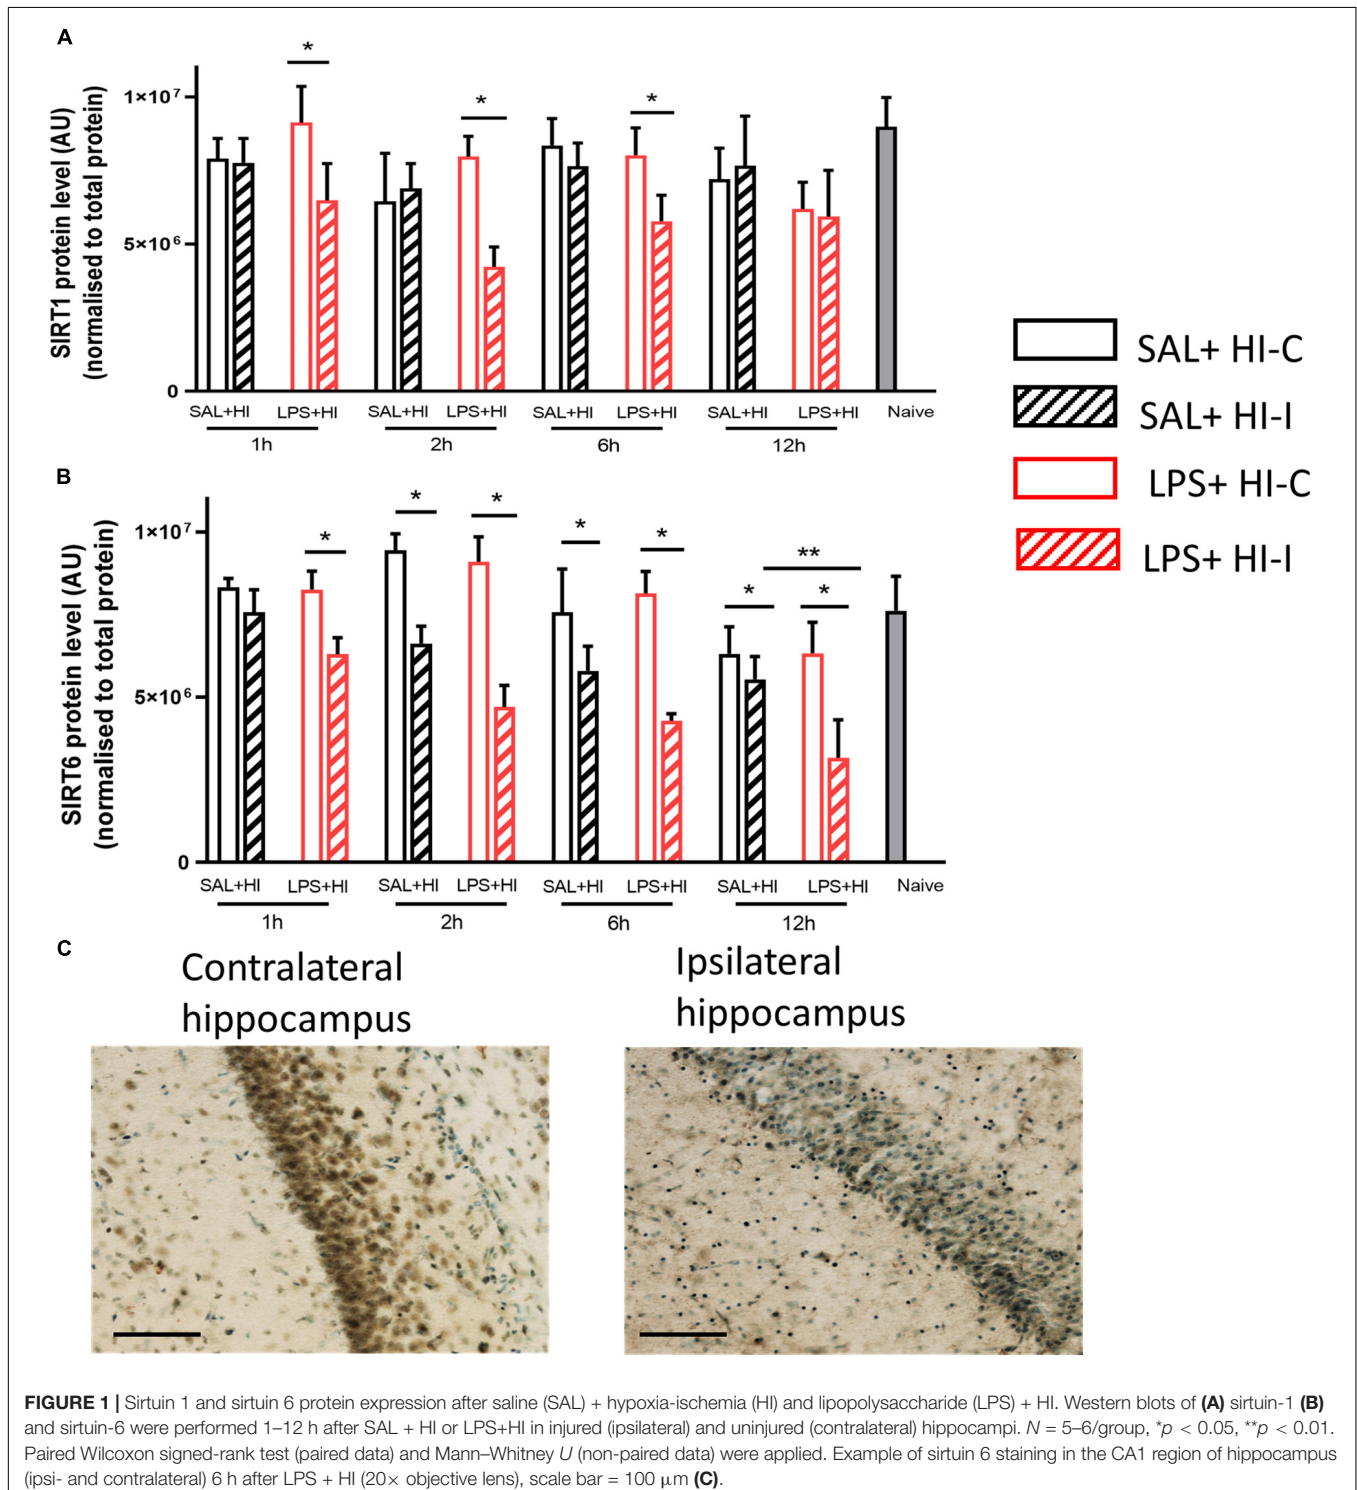 A
*
*
*
1×10⁷
5×10⁶
0
SIRT1 protein level (AU)
(normalised to total protein)
SAL+HI LPS+HI SAL+HI LPS+HI SAL+HI LPS+HI SAL+HI LPS+HI Naive
1h 2h 6h 12h
SAL+ HI-C
SAL+ HI-I
LPS+ HI-C
LPS+ HI-I
B
*
*
*
*
*
**
*
*
1×10⁷
5×10⁶
0
SIRT6 protein level (AU)
(normalised to total protein)
SAL+HI LPS+HI SAL+HI LPS+HI SAL+HI LPS+HI SAL+HI LPS+HI Naive
1h 2h 6h 12h
C
Contralateral
hippocampus
Ipsilateral
hippocampus
FIGURE 1 | Sirtuin 1 and sirtuin 6 protein expression after saline (SAL) + hypoxia-ischemia (HI) and lipopolysaccharide (LPS) + HI. Western blots of (A) sirtuin-1 (B)
and sirtuin-6 were performed 1–12 h after SAL + HI or LPS+HI in injured (ipsilateral) and uninjured (contralateral) hippocampi. N = 5–6/group, *p < 0.05, **p < 0.01.
Paired Wilcoxon signed-rank test (paired data) and Mann–Whitney U (non-paired data) were applied. Example of sirtuin 6 staining in the CA1 region of hippocampus
(ipsi- and contralateral) 6 h after LPS + HI (20× objective lens), scale bar = 100 μm (C).